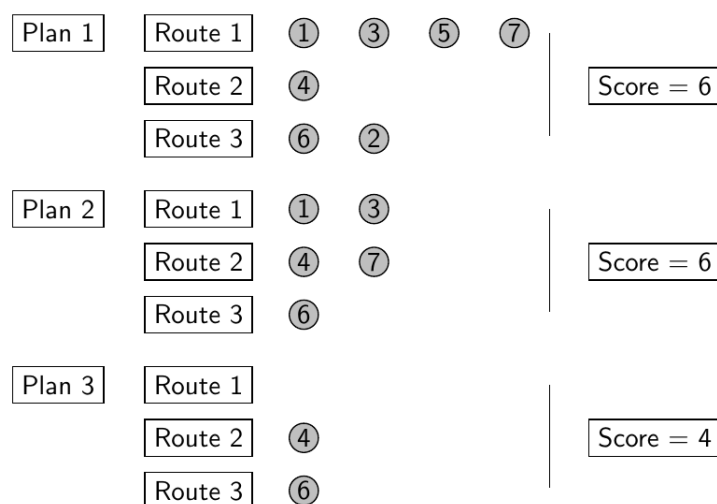 Plan 1 Route 1 1 3 5 7
Route 2 4 Score = 6
Route 3 6 2
Plan 2 Route 1 1 3
Route 2 4 7 Score = 6
Route 3 6
Plan 3 Route 1
Route 2 4 Score = 4
Route 3 6